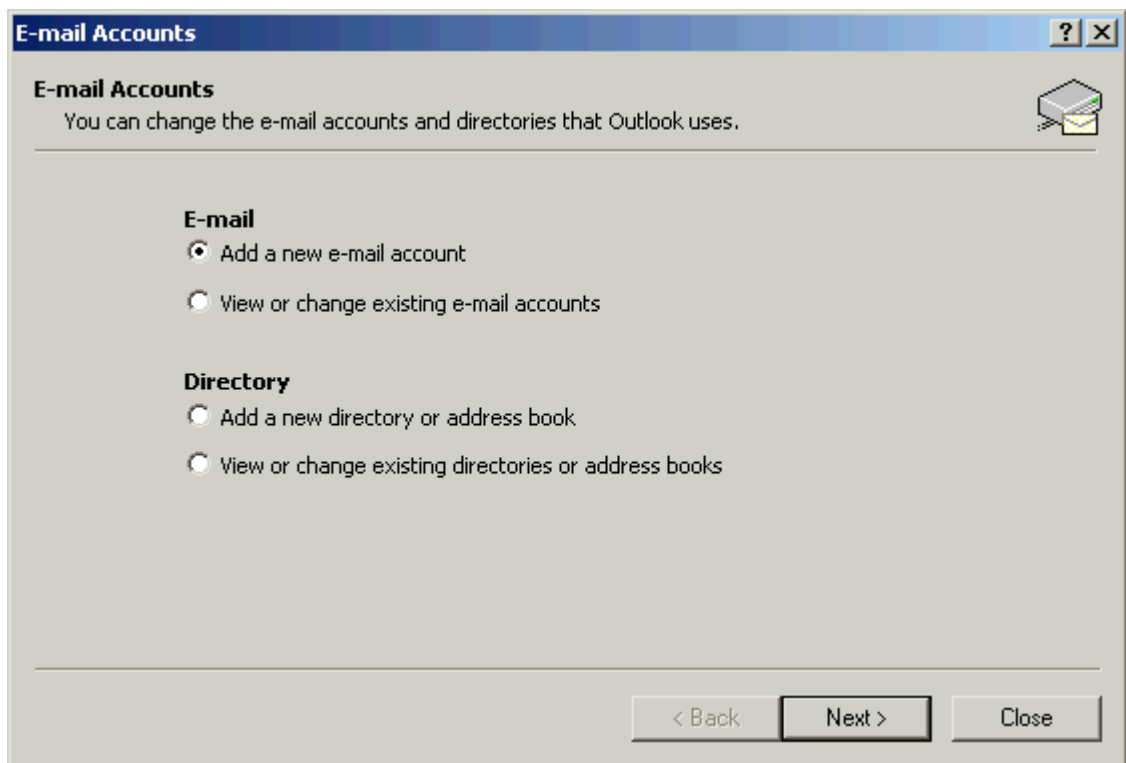 E-mail Accounts
E-mail Accounts
You can change the e-mail accounts and directories that Outlook uses.
E-mail
Add a new e-mail account
View or change existing e-mail accounts
Directory
Add a new directory or address book
View or change existing directories or address books
< Back Next > Close